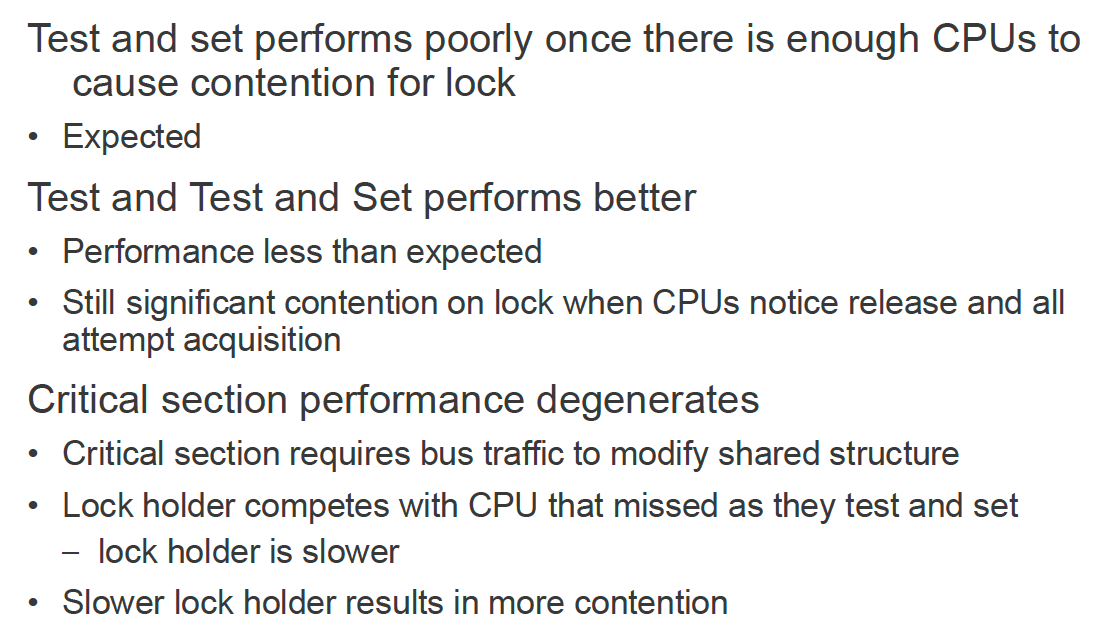 Test and set performs poorly once there is enough CPUs to
cause contention for lock
• Expected
Test and Test and Set performs better
• Performance less than expected
• Still significant contention on lock when CPUs notice release and all
attempt acquisition
Critical section performance degenerates
• Critical section requires bus traffic to modify shared structure
• Lock holder competes with CPU that missed as they test and set
– lock holder is slower
• Slower lock holder results in more contention